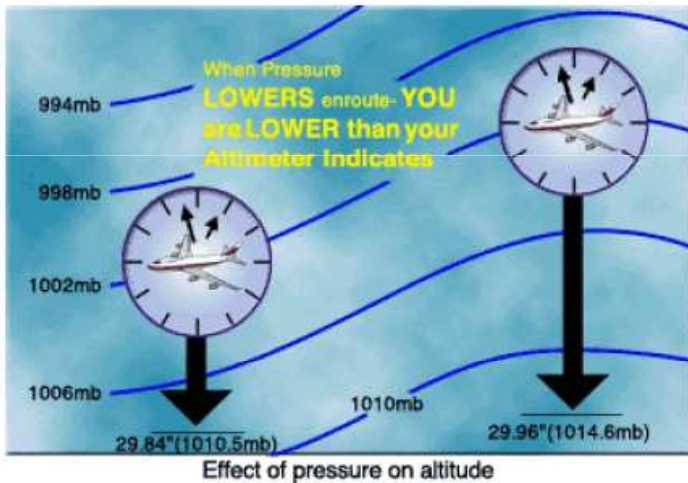 When Pressure
LOWERS enroute- YOU
are LOWER than your
Altimeter Indicates
994mb
998mb
1002mb
1006mb
1010mb
29.84"(1010.5mb)
29.96"(1014.6mb)
Effect of pressure on altitude